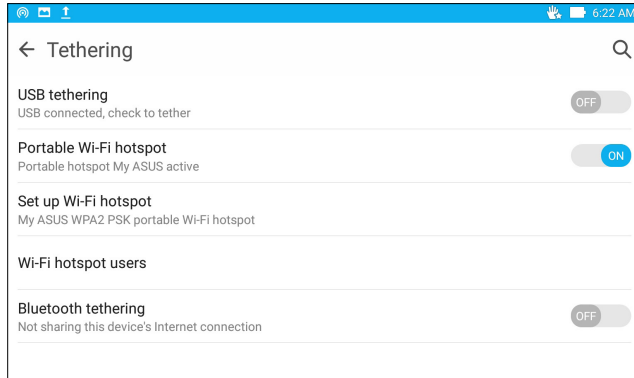 6:22 AM
Tethering
USB tethering
OFF
USB connected, check to tether
Portable Wi-Fi hotspot
ON
Portable hotspot My ASUS active
Set up Wi-Fi hotspot
My ASUS WPA2 PSK portable Wi-Fi hotspot
Wi-Fi hotspot users
Bluetooth tethering
OFF
Not sharing this device's Internet connection